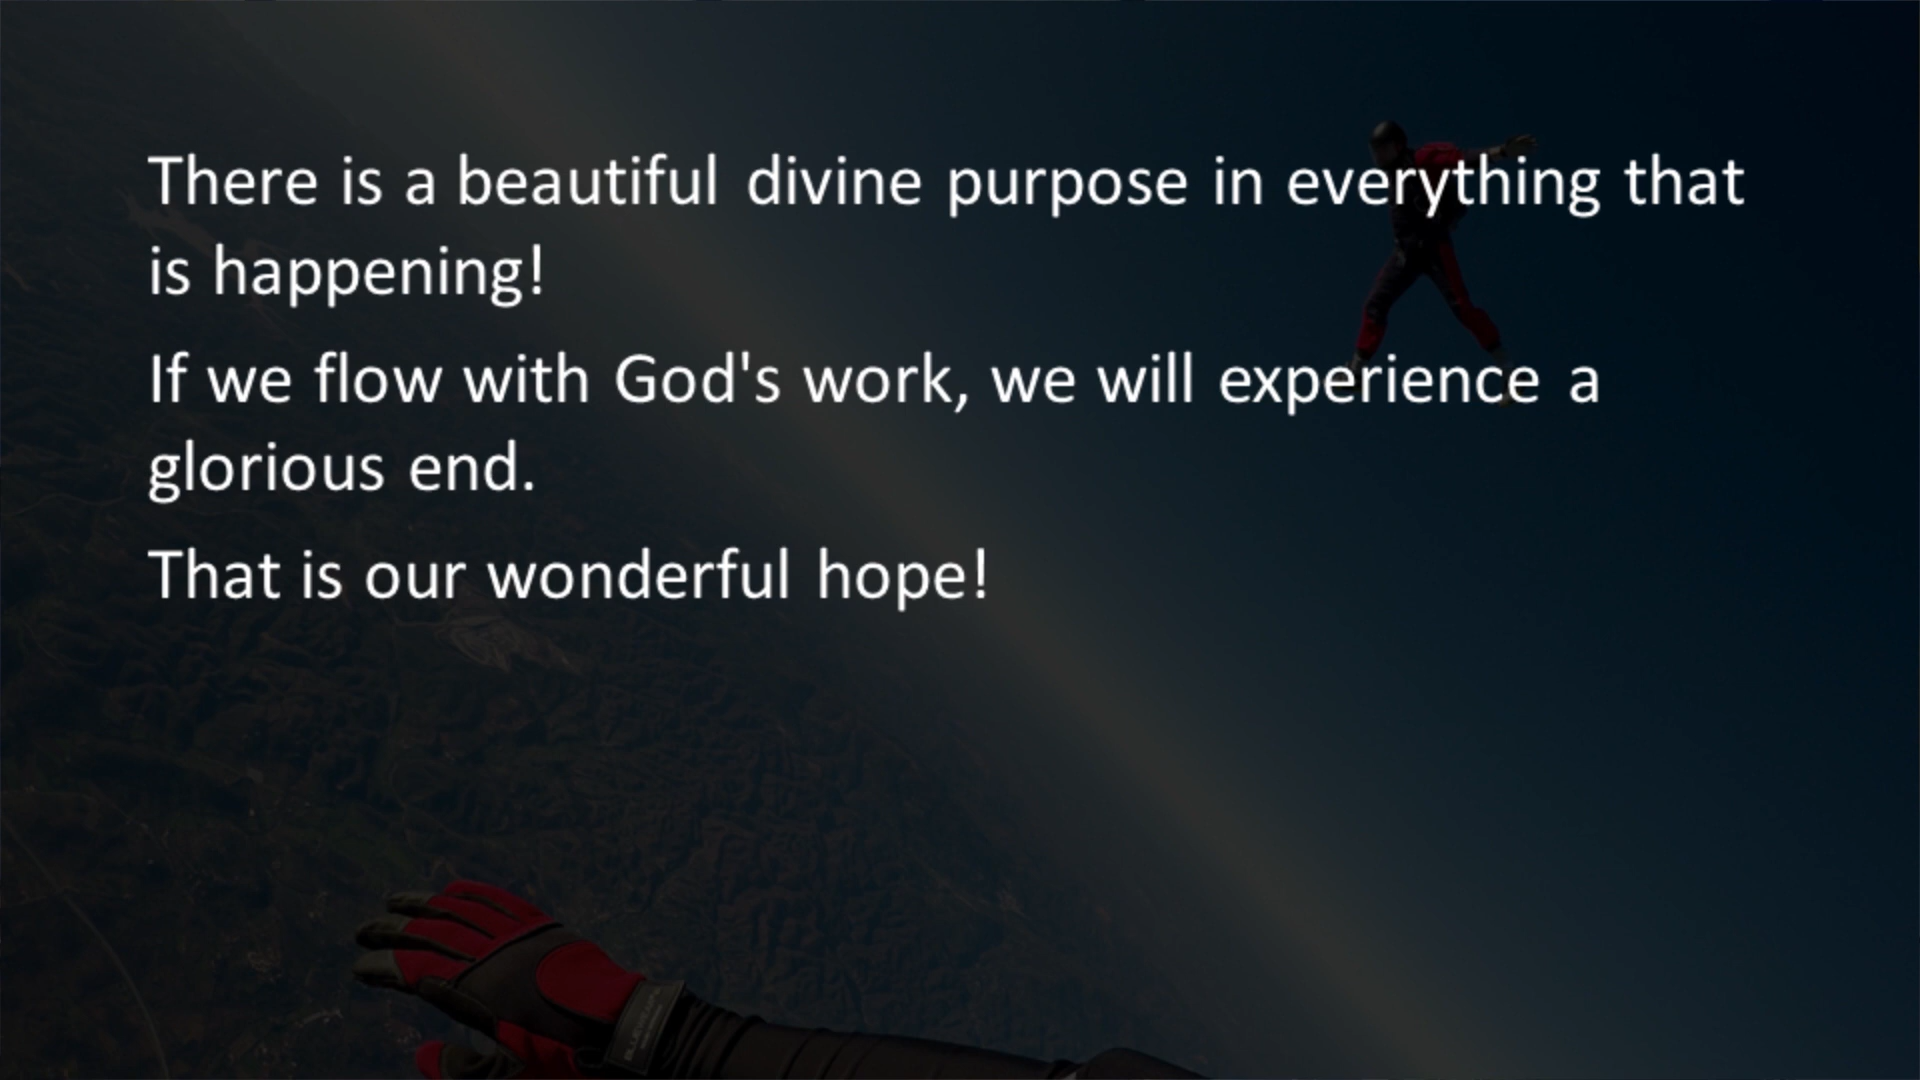 There is a beautiful divine purpose in everything that
is happening!
If we flow with God's work, we will experience a
glorious end.
That is our wonderful hope!